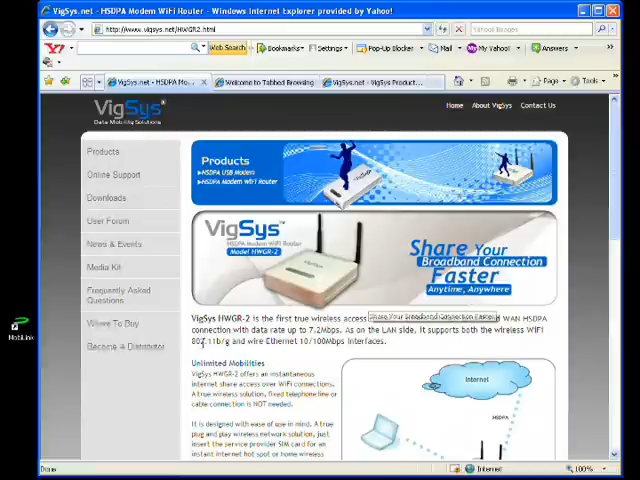 VigSys.net - HSDPA Modem WiFi Router - Windows Internet Explorer provided by Yahoo!
http://www.vigsys.net/HWGR2.html
Yahoo! Images
Web Search
Bookmarks
Settings
Pop-Up Blocker
Mail
My Yahoo!
Answers
VigSys.net - HSDPA Mo...
Welcome to Tabbed Browsing
VigSys.net - VigSys Product...
Page
Tools
VigSys
Data Mobility Solutions
Home
About VigSys
Contact Us
Products
Online Support
Downloads
User Forum
News & Events
Media Kit
Frequently Asked
Questions
Where To Buy
Become a Distributor
Products
HSDPA USB Modem
HSDPA Modem WiFi Router
VigSys™
HSDPA Modem WIFI Router
Model HWGR-2
Share Your
Broadband Connection
Faster
Anytime, Anywhere
VigSys HWGR-2 is the first true wireless access Share Your Broadband Connection Faster WAN HSDPA
connection with data rate up to 7.2Mbps. As on the LAN side, it supports both the wireless WiFi
802.11b/g and wire Ethernet 10/100Mbps interfaces.
Unlimited Mobilities
VigSys HWGR-2 offers an instantaneous
internet share access over WiFi connections.
A true wireless solution, fixed telephone line or
cable connection is NOT needed.
It is designed with ease of use in mind. A true
plug and play wireless network solution, just
insert the service provider SIM card for an
instant internet hot spot or home wireless
Internet
HSDPA
MobiLink
Done
Internet
100%